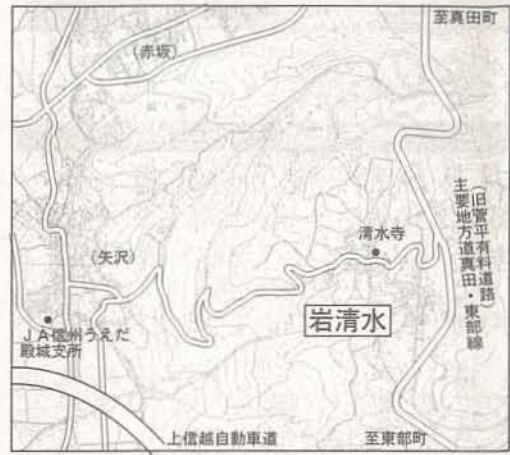 至真田町
(赤坂)
(旧菅平有料道路)
主要地方道真田・東部線
清水寺
(矢沢)
岩清水
JA信州うえだ
殿城支所
上信越自動車道
至東部町